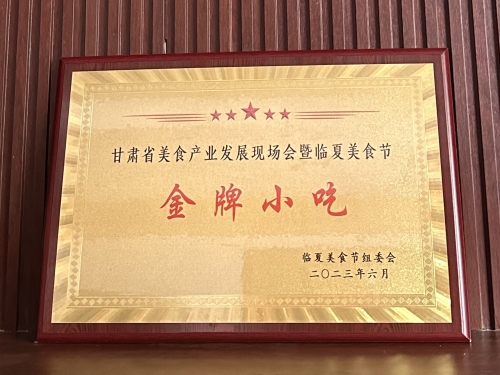 甘肃省美食产业发展现场会暨临夏美食节
金牌小吃
临夏美食节组委会
二〇二三年六月